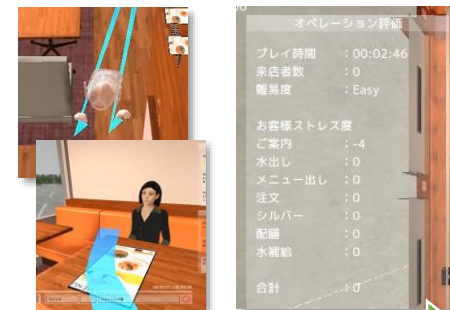 オペレーション評価
プレイ時間 : 00:02:46
来店者数 : 0
難易度 : Easy
お客様ストレス度
ご案内 : -4
水出し : 0
メニュー出し : 0
注文 : 0
シルバー : 0
配膳 : 0
水補給 : 0
合計 : 0